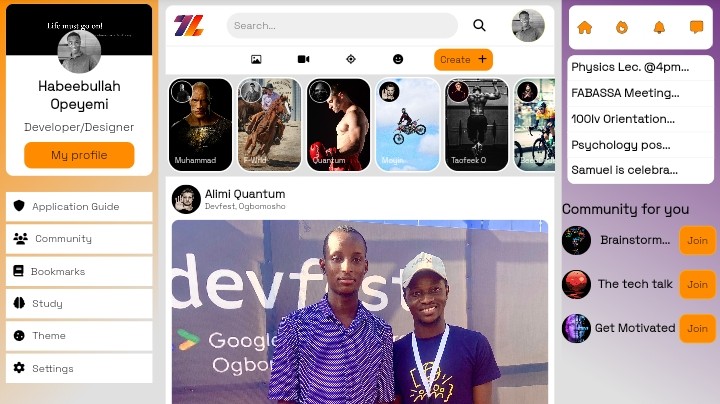 Life must go on!
Habeebullah
Opeyemi
Developer/Designer
My profile
Application Guide
Community
Bookmarks
Study
Theme
Settings
Search...
Create +
Muhammad
F-Wild
Quantum
Magic
Taofeek O
Alimi Quantum
Devfest, Ogbomosho
devfest
Google
Ogbom
Physics Lec. @4pm...
FABASSA Meeting...
100lv Orientation...
Psychology pos...
Samuel is celebra...
Community for you
Brainstorm...
Join
The tech talk
Join
Get Motivated
Join